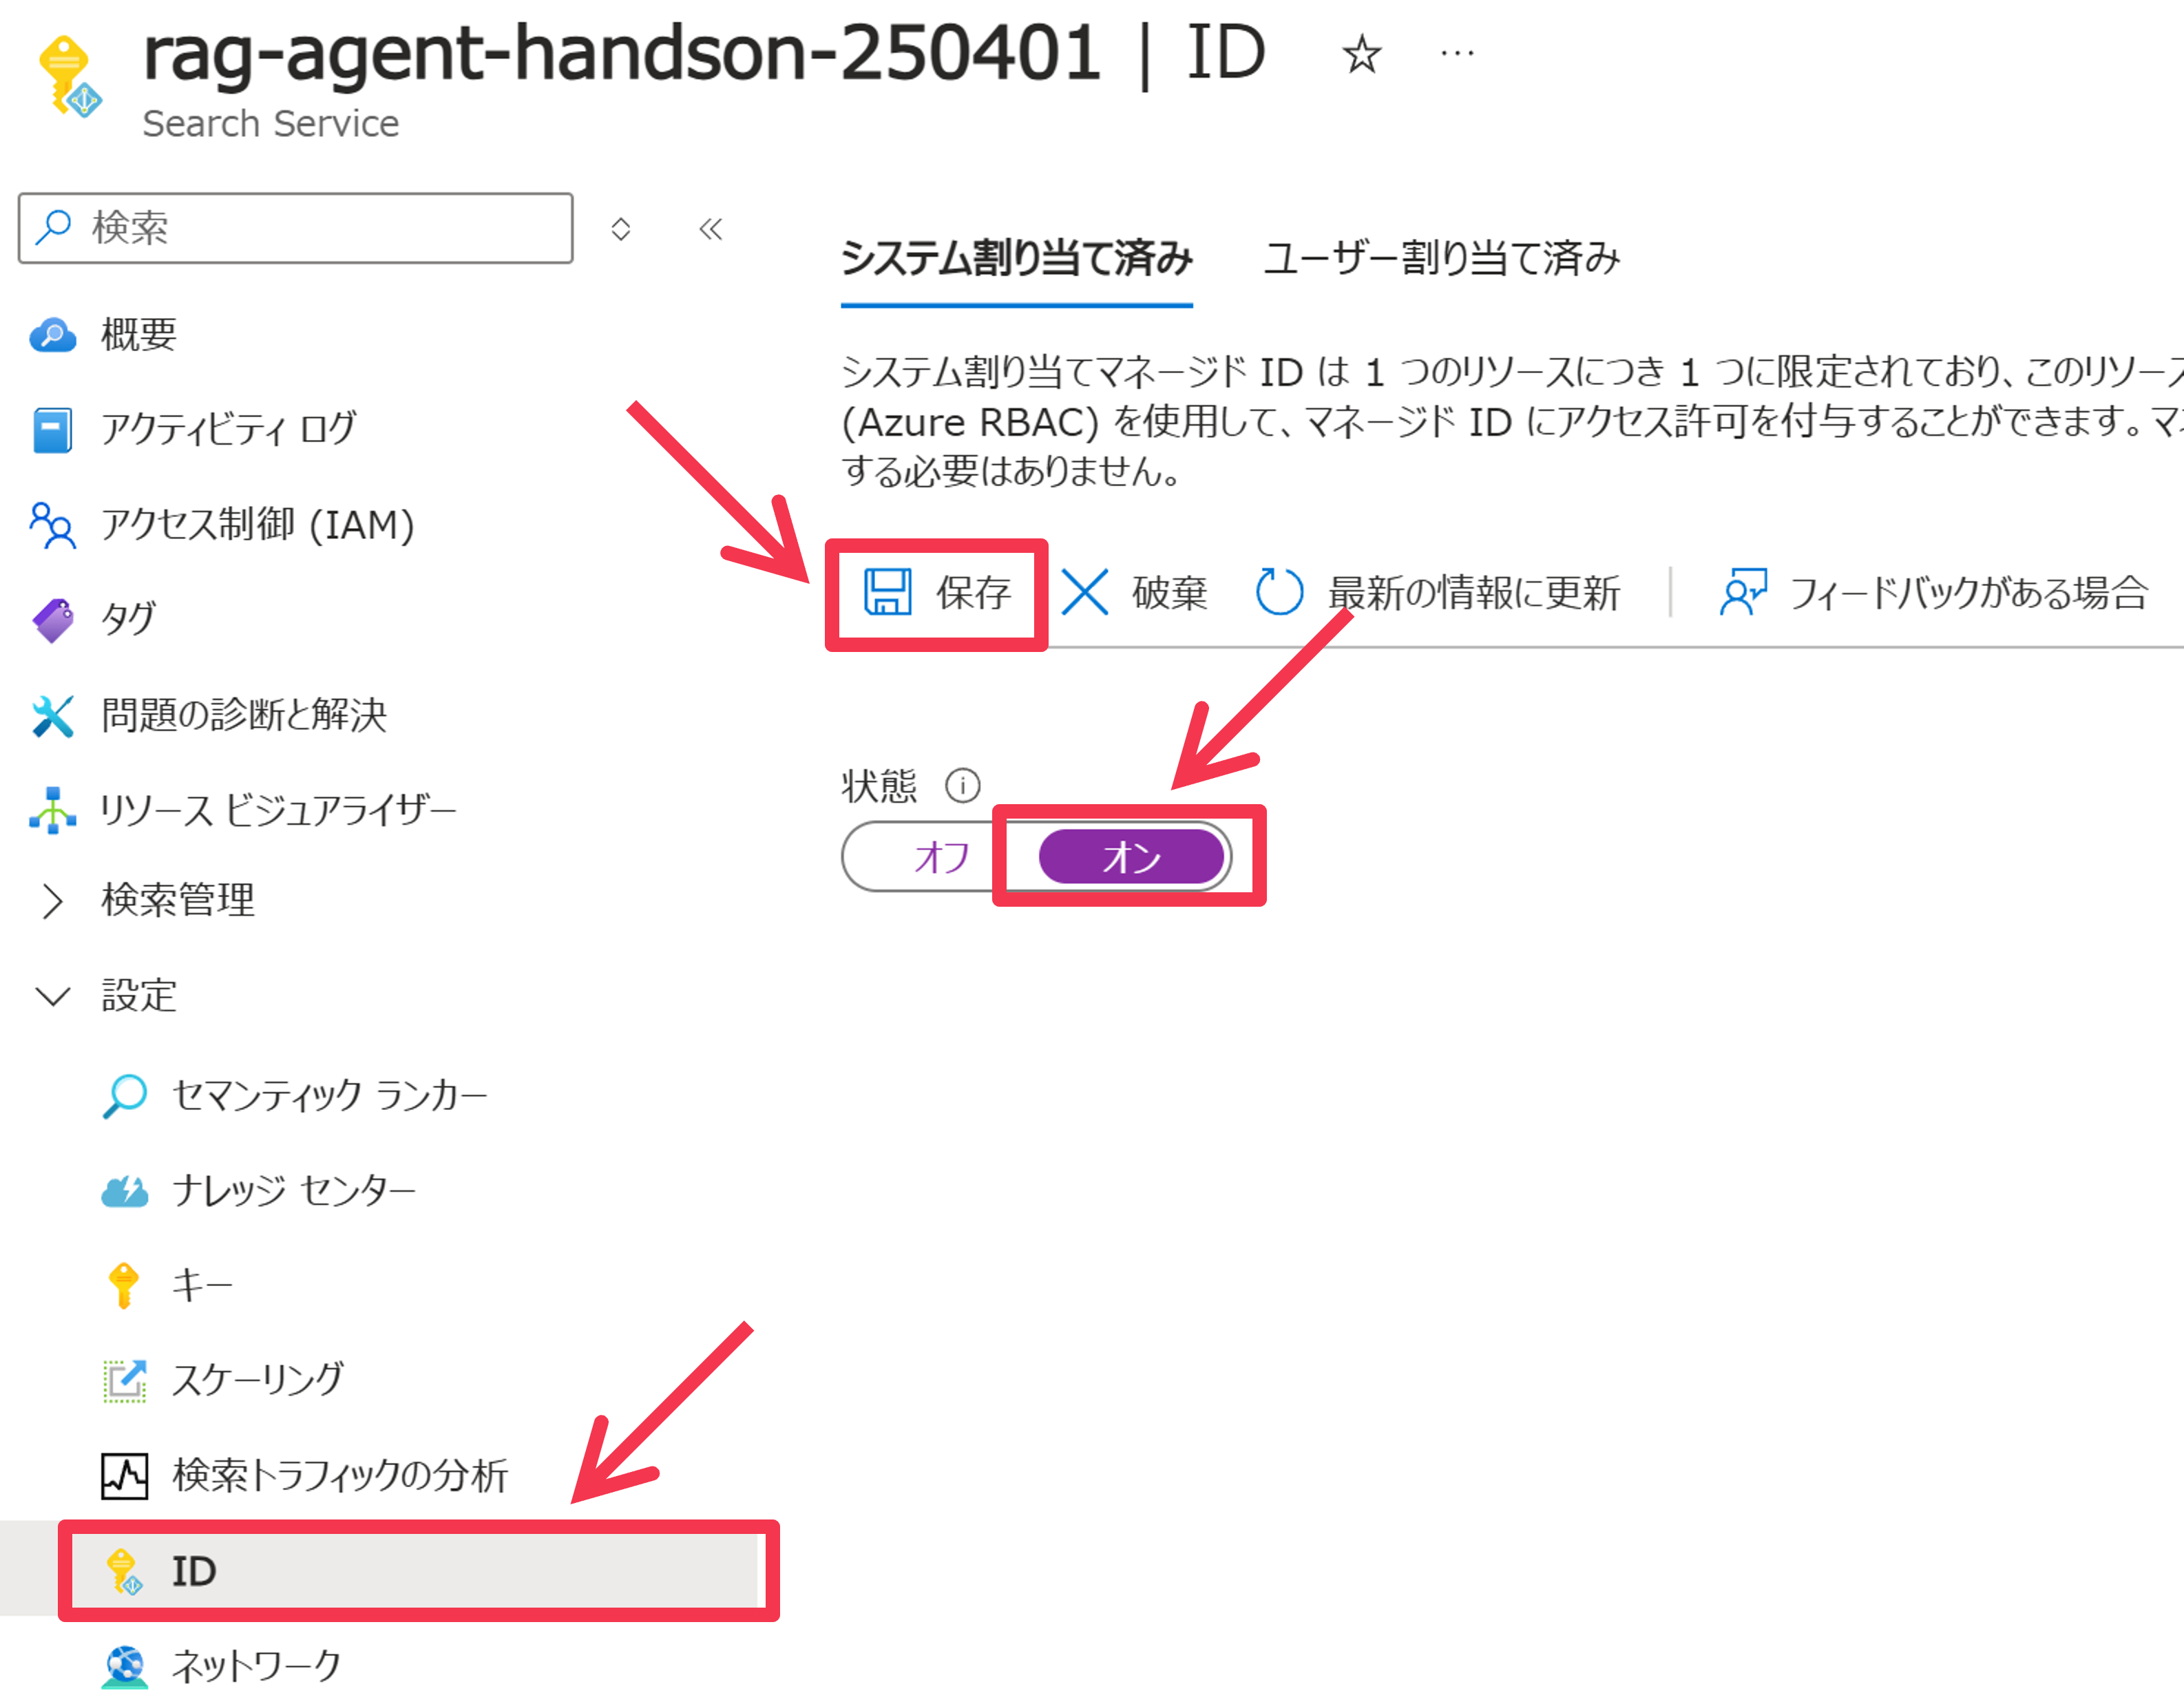 rag-agent-handson-250401 | ID ☆ …
Search Service
検索
概要
アクティビティ ログ
アクセス制御 (IAM)
タグ
問題の診断と解決
リソース ビジュアライザー
検索管理
設定
セマンティック ランカー
ナレッジ センター
キー
スケーリング
検索トラフィックの分析
ID
ネットワーク
システム割り当て済み ユーザー割り当て済み
システム割り当てマネージド ID は 1 つのリソースにつき 1 つに限定されており、このリソース
(Azure RBAC) を使用して、マネージド ID にアクセス許可を付与することができます。マ
する必要はありません。
保存 破棄 最新の情報に更新 フィードバックがある場合
状態
オフ オン